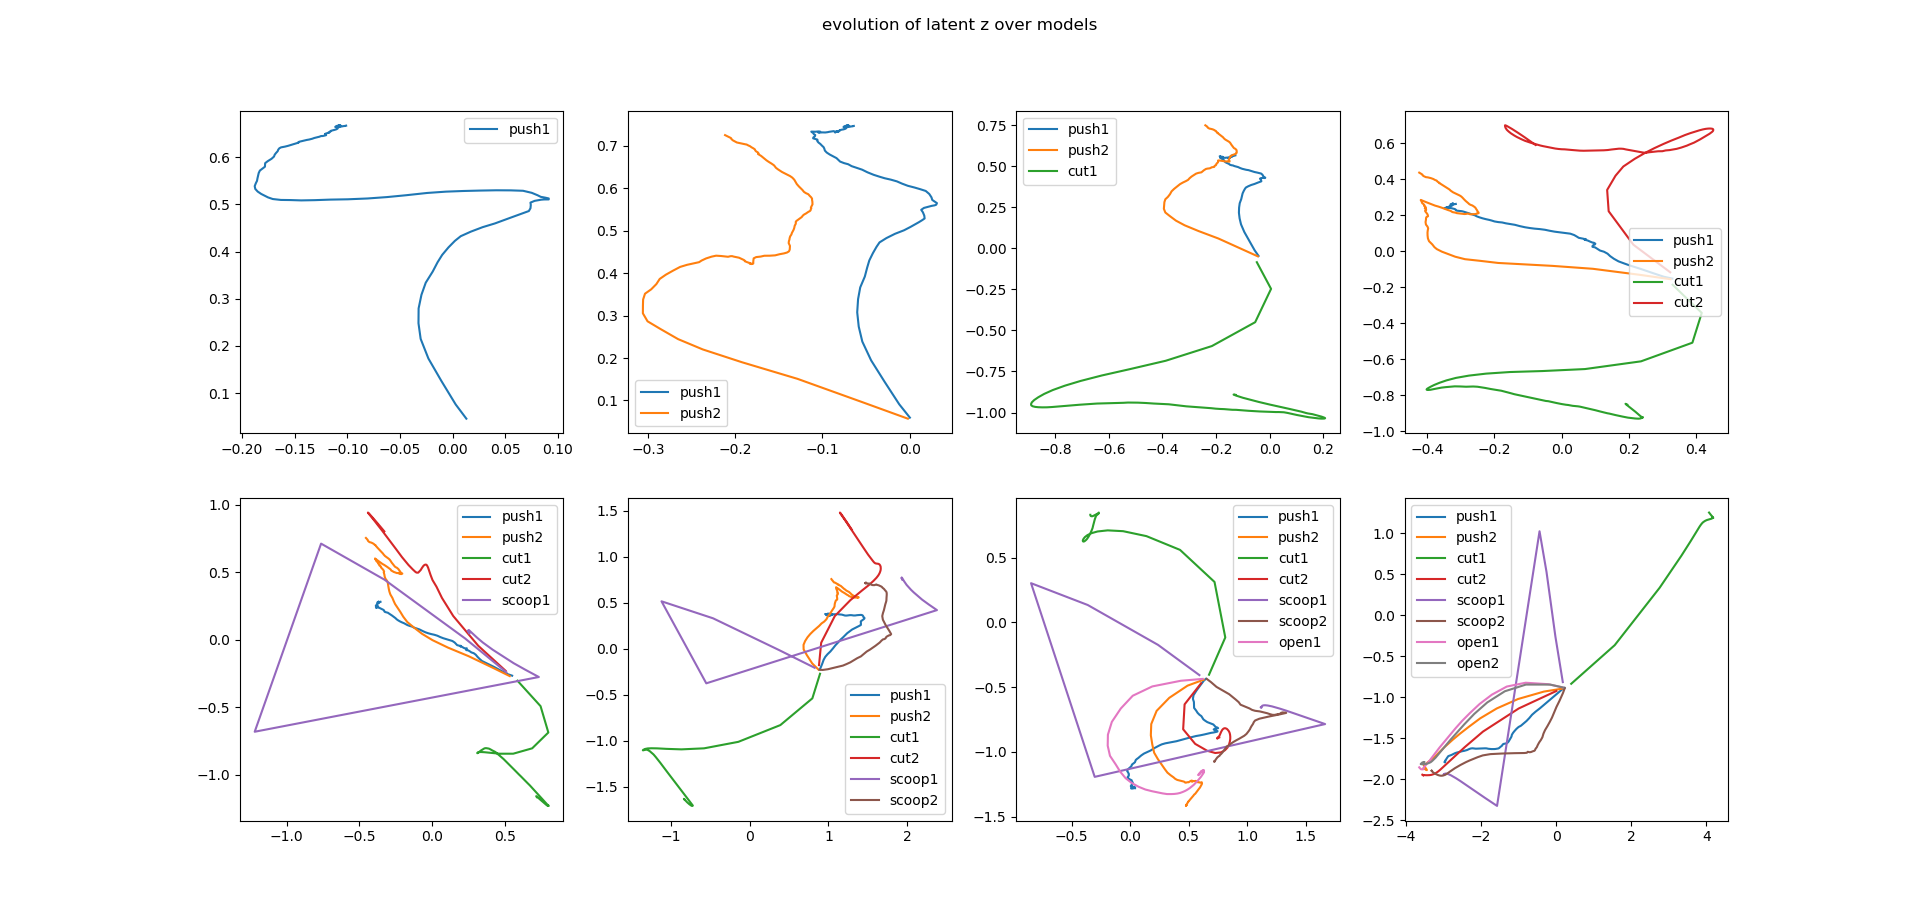 evolution of latent z over models
push1
0.6
0.5
0.4
0.3
0.2
0.1
−0.20 −0.15 −0.10 −0.05 0.00 0.05 0.10
push1
push2
0.7
0.6
0.5
0.4
0.3
0.2
0.1
−0.3 −0.2 −0.1 0.0
push1
push2
cut1
0.75
0.50
0.25
0.00
−0.25
−0.50
−0.75
−1.00
−0.8 −0.6 −0.4 −0.2 0.0 0.2
push1
push2
cut1
cut2
0.6
0.4
0.2
0.0
−0.2
−0.4
−0.6
−0.8
−1.0
−0.4 −0.2 0.0 0.2 0.4
push1
push2
cut1
cut2
scoop1
1.0
0.5
0.0
−0.5
−1.0
−1.0 −0.5 0.0 0.5
push1
push2
cut1
cut2
scoop1
scoop2
1.5
1.0
0.5
0.0
−0.5
−1.0
−1.5
−1 0 1 2
push1
push2
cut1
cut2
scoop1
scoop2
open1
0.5
0.0
−0.5
−1.0
−1.5
−0.5 0.0 0.5 1.0 1.5
push1
push2
cut1
cut2
scoop1
scoop2
open1
open2
1.0
0.5
0.0
−0.5
−1.0
−1.5
−2.0
−2.5
−4 −2 0 2 4